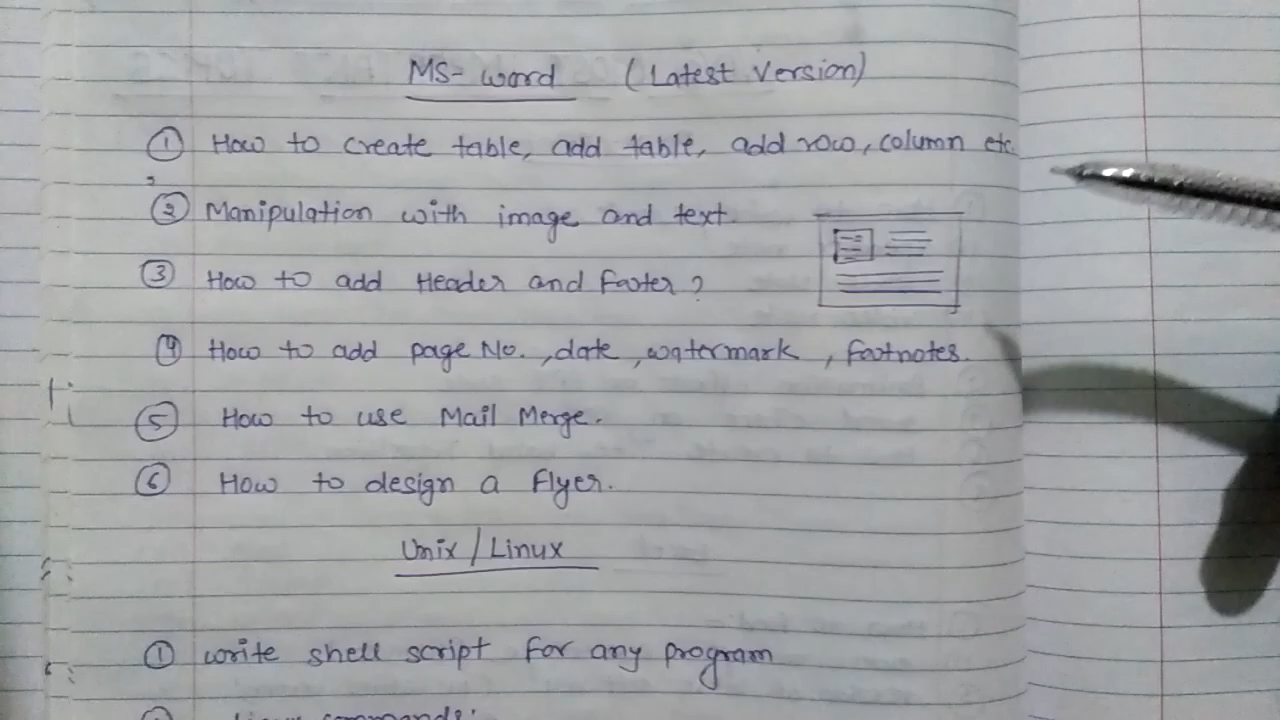 MS-Word (Latest Version)
① How to create table, add table, add row, column etc.
② Manipulation with image and text.
③ How to add Header and Footer?
④ How to add page No., date, watermark, footnotes.
⑤ How to use Mail Merge.
⑥ How to design a Flyer.
Unix/Linux
① write shell script for any program